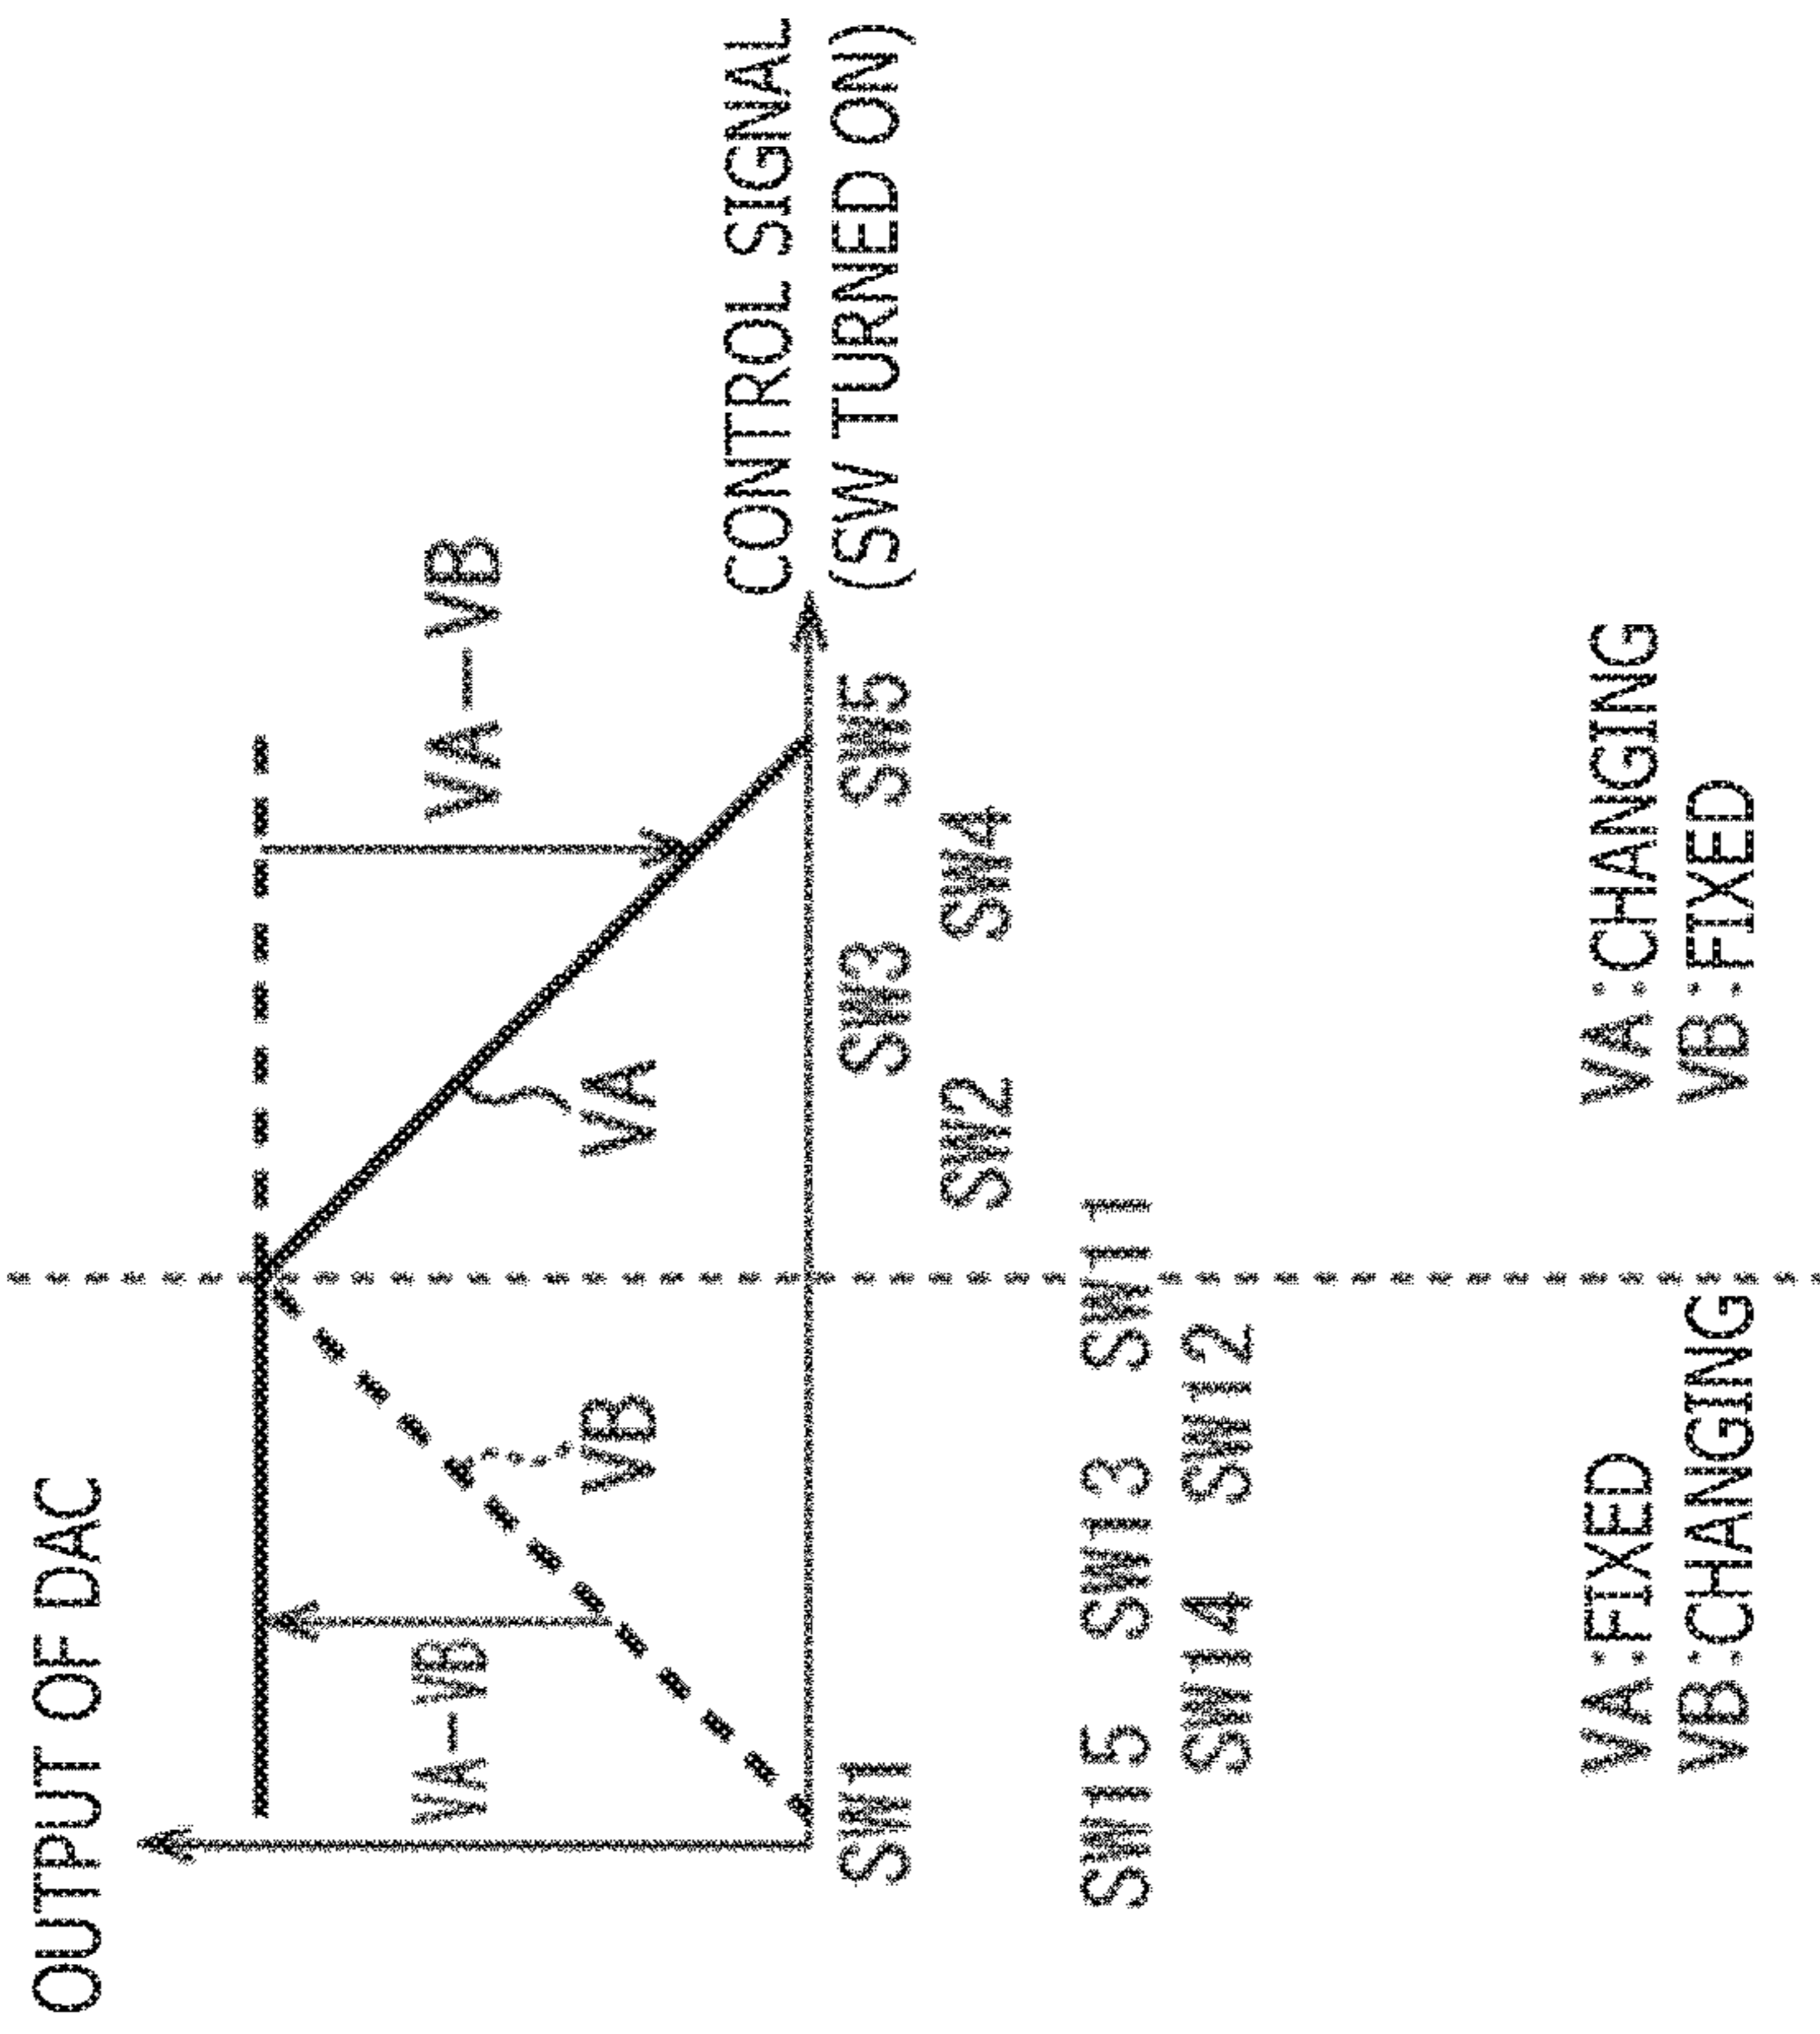 OUTPUT OF DAC
VA—VB
VA—VB
VB
VA
CONTROL SIGNAL
(SW TURNED ON)
SW1 SW3 SW5
SW2 SW4
SW15 SW13 SW11
SW14 SW12
VA:FIXED
VB:CHANGING
VA:CHANGING
VB:FIXED